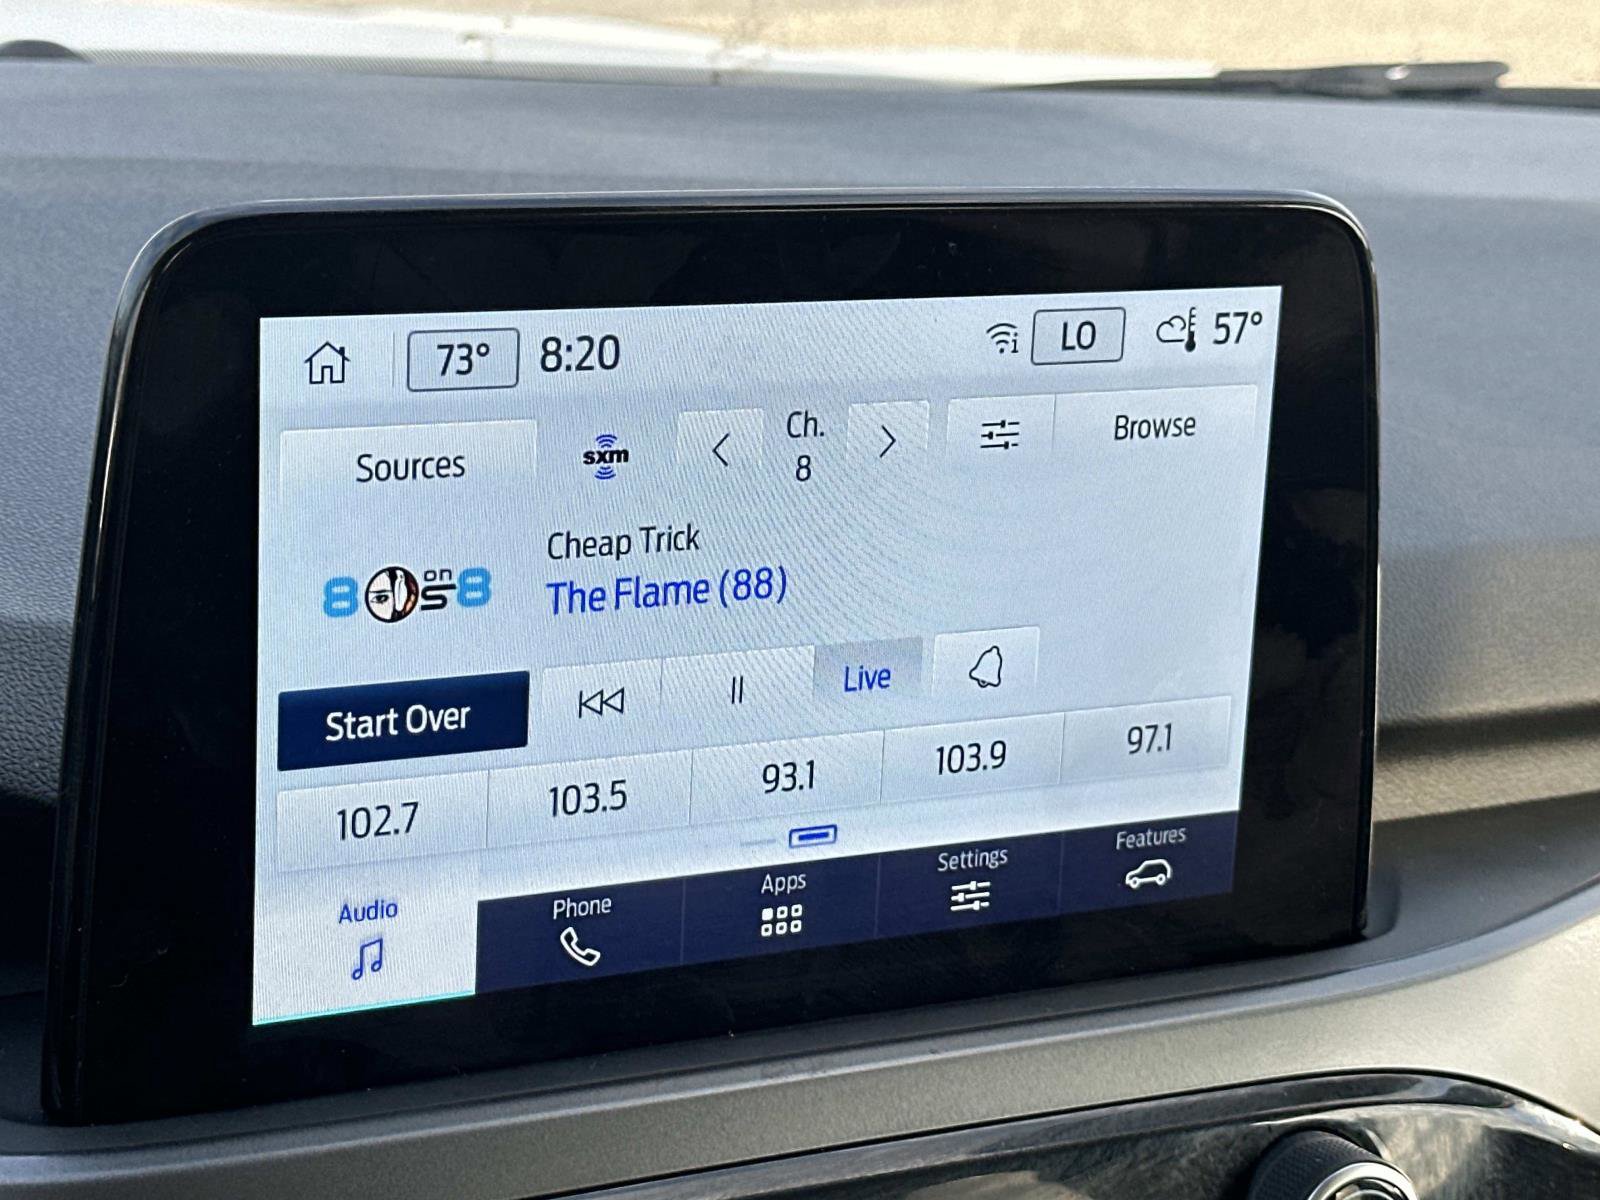 73° 8:20 LO 57°
Sources sxm Ch. Browse
8
Cheap Trick
80s on 8
The Flame (88)
Start Over Live
102.7 103.5 93.1 103.9 97.1
Audio Phone Apps Settings Features